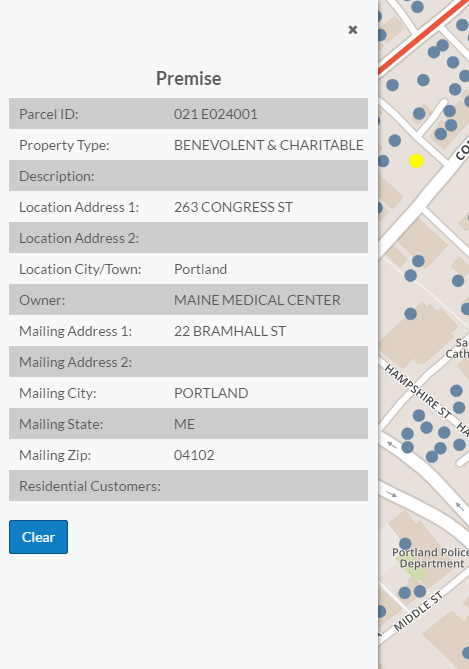 ✖
Premise
Parcel ID: 021 E024001
Property Type: BENEVOLENT & CHARITABLE
Description:
Location Address 1: 263 CONGRESS ST
Location Address 2:
Location City/Town: Portland
Owner: MAINE MEDICAL CENTER
Mailing Address 1: 22 BRAMHALL ST
Mailing Address 2:
Mailing City: PORTLAND
Mailing State: ME
Mailing Zip: 04102
Residential Customers:
Clear
CO
Sa
Cath
HAMPSHIRE ST
HA
Portland Police
Department
MIDDLE ST